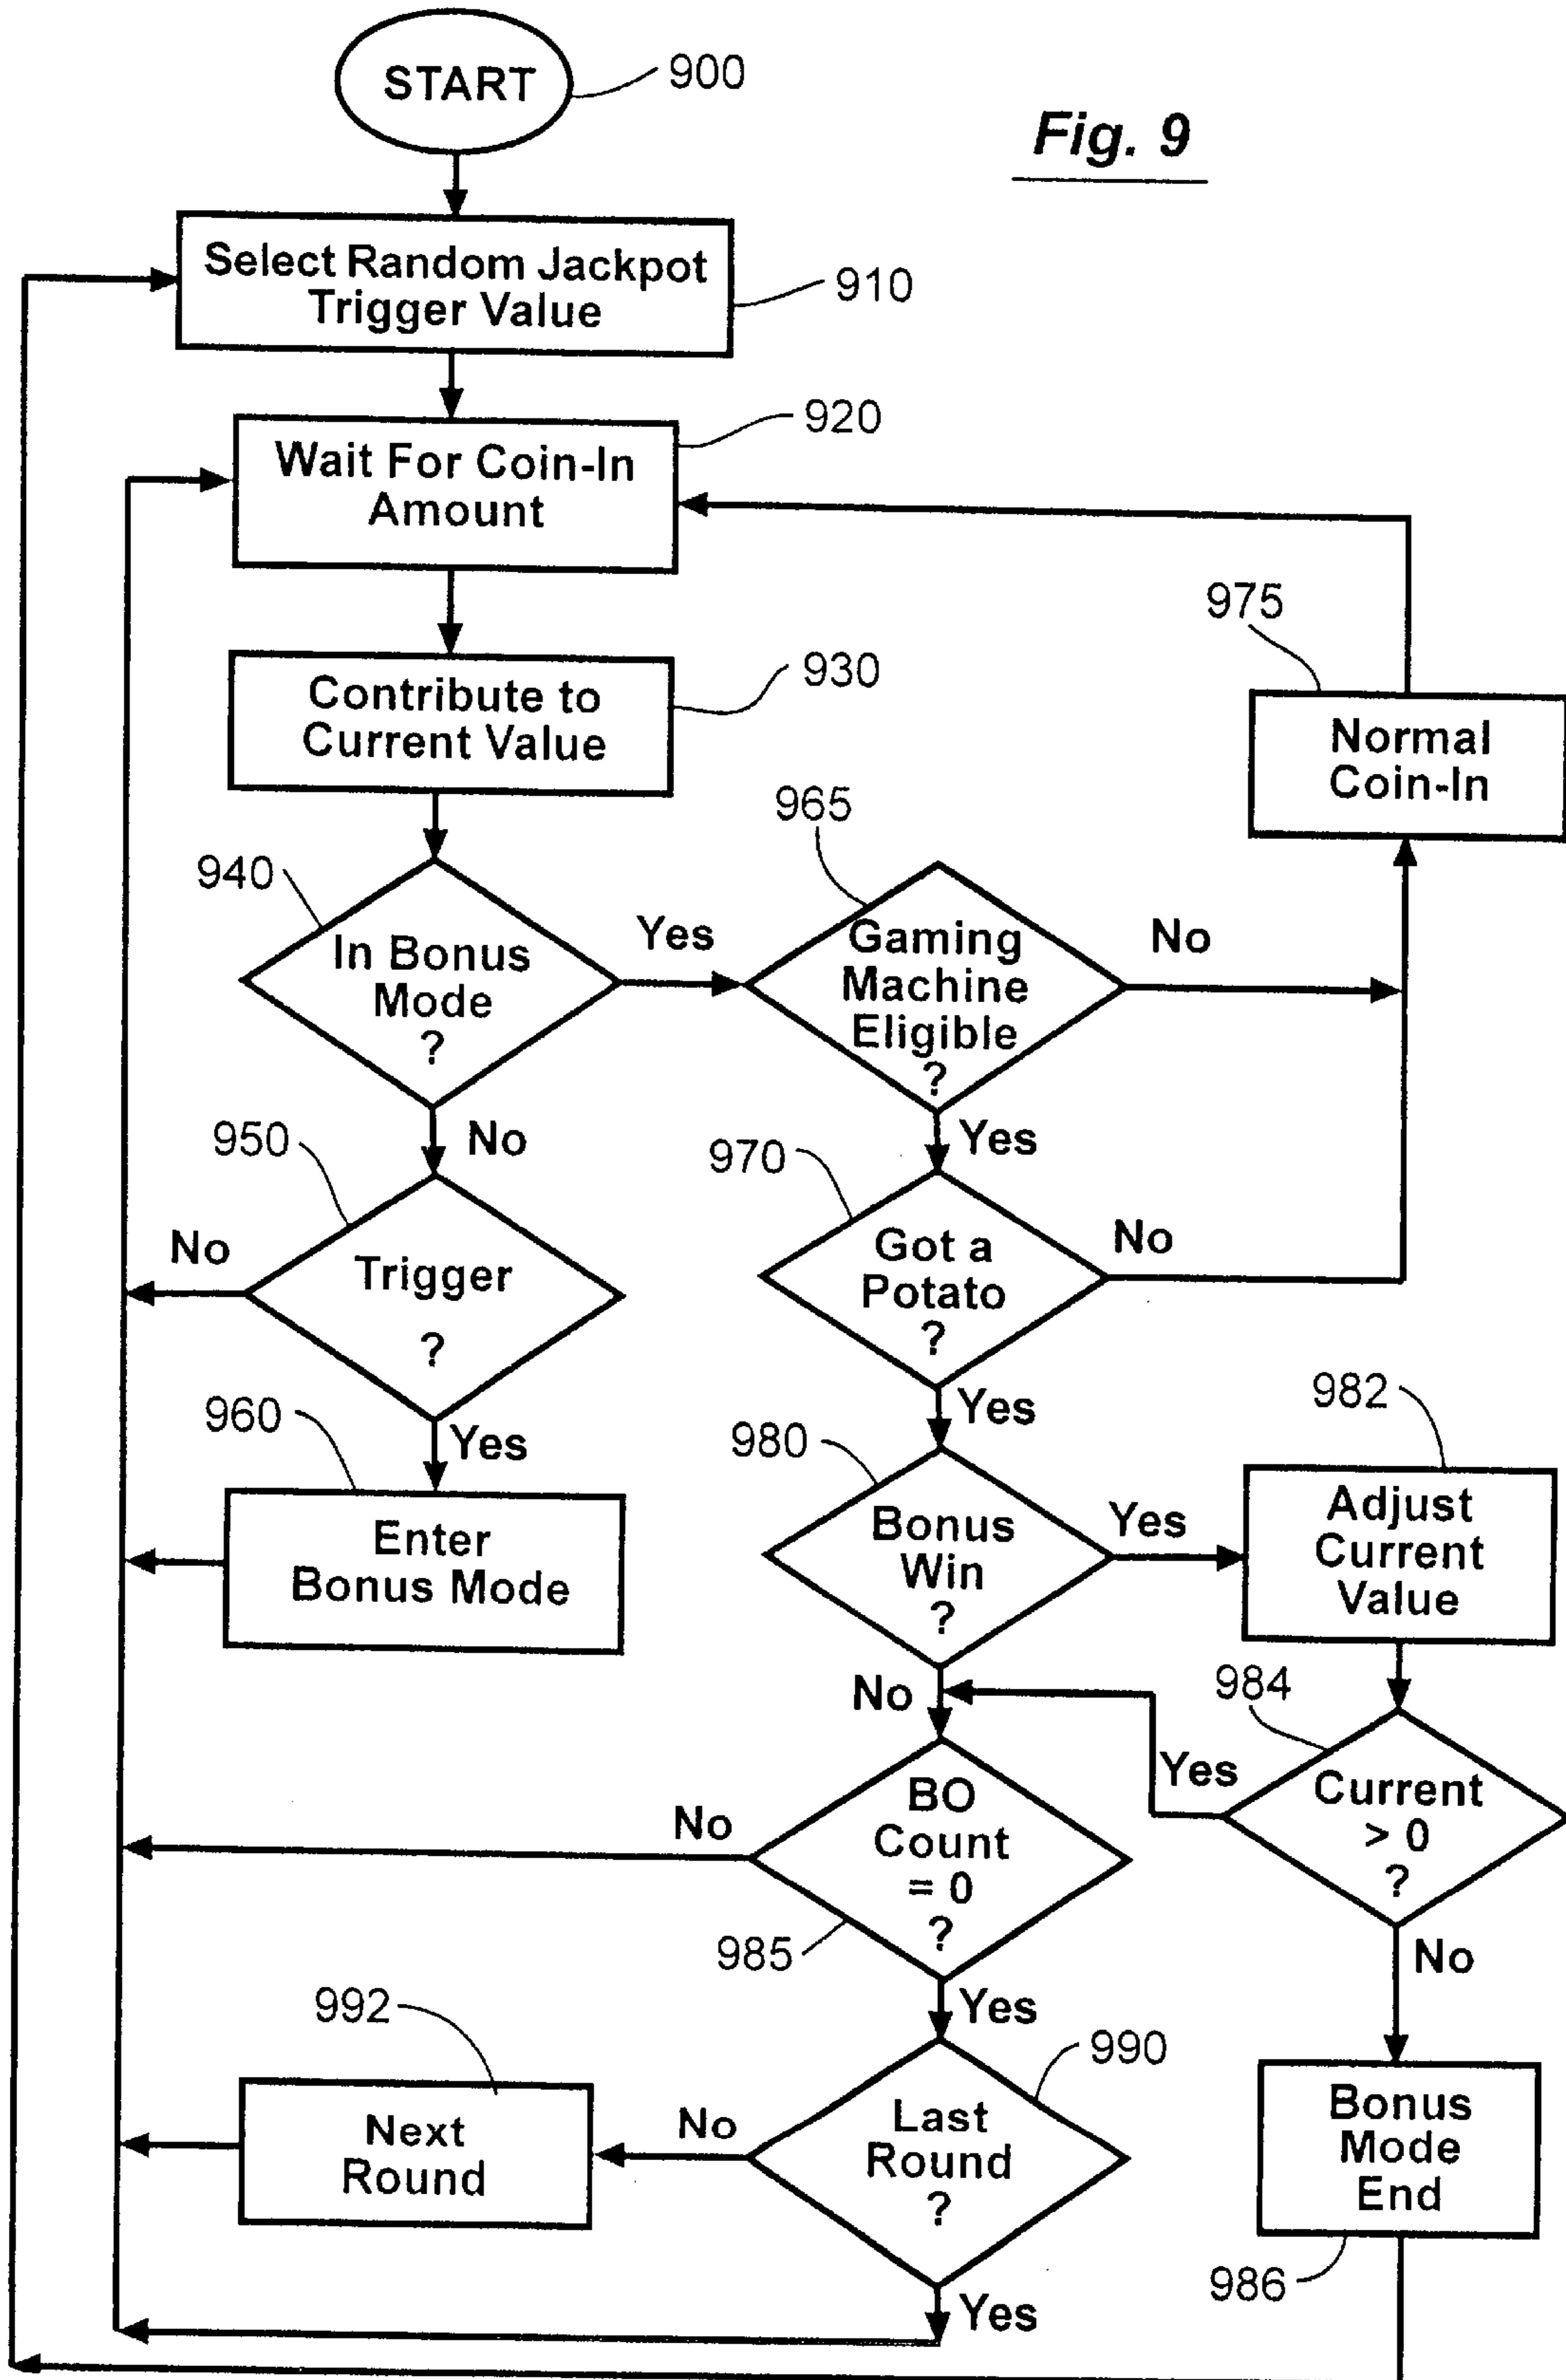 START
900
Fig. 9
Select Random Jackpot
Trigger Value
910
920
Wait For Coin-In
Amount
975
930
Contribute to
Current Value
Normal
Coin-In
965
940
In Bonus
Mode
?
Yes
Gaming
Machine
Eligible
?
No
No
Yes
950
970
No
Trigger
?
Got a
Potato
?
No
Yes
Yes
960
980
982
Enter
Bonus Mode
Bonus
Win
?
Yes
Adjust
Current
Value
No
984
Yes
Current
> 0
?
No
BO
Count
= 0
?
985
No
Yes
992
990
Next
Round
No
Last
Round
?
Bonus
Mode
End
986
Yes